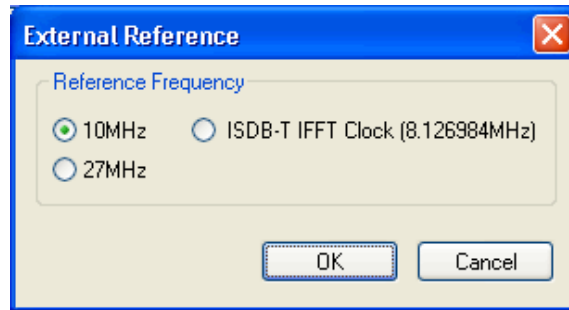 External Reference
Reference Frequency
10MHz ISDB-T IFFT Clock (8.126984MHz)
27MHz
OK Cancel